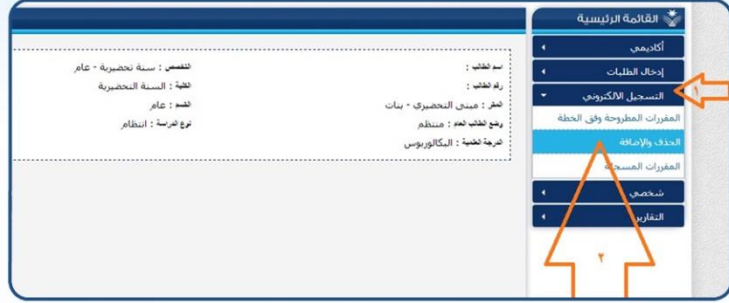 القائمة الرئيسية
أكاديمي
إدخال الطلبات
التسجيل الالكتروني
١
المقررات المطروحة وفق الخطة
الحذف والإضافة
المقررات المسجلة
شخصي
التقارير
٢
اسم الطالب :
التخصص : سنة تحضيرية - عام
رقم الطالب :
الكلية : السنة التحضيرية
المقر : مبنى التحضيري - بنات
القسم : عام
وضع الطالب العام : منتظم
نوع الدراسة : انتظام
الدرجة العلمية : البكالوريوس